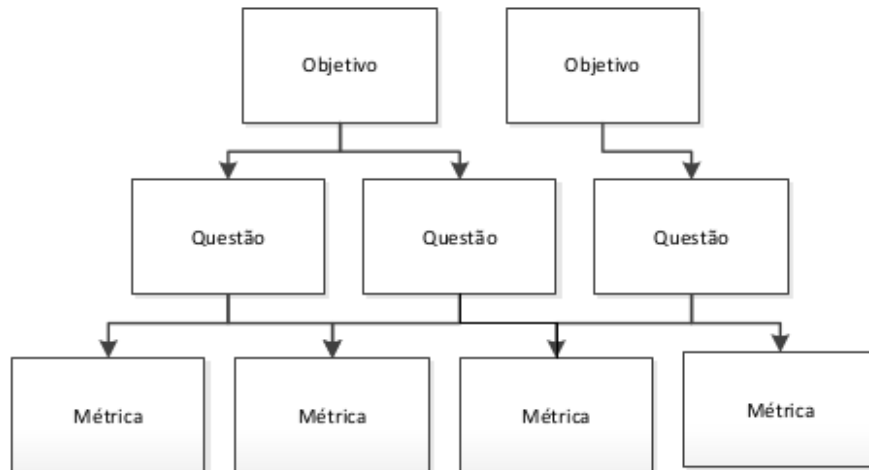 Objetivo
Objetivo
Questão
Questão
Questão
Métrica
Métrica
Métrica
Métrica